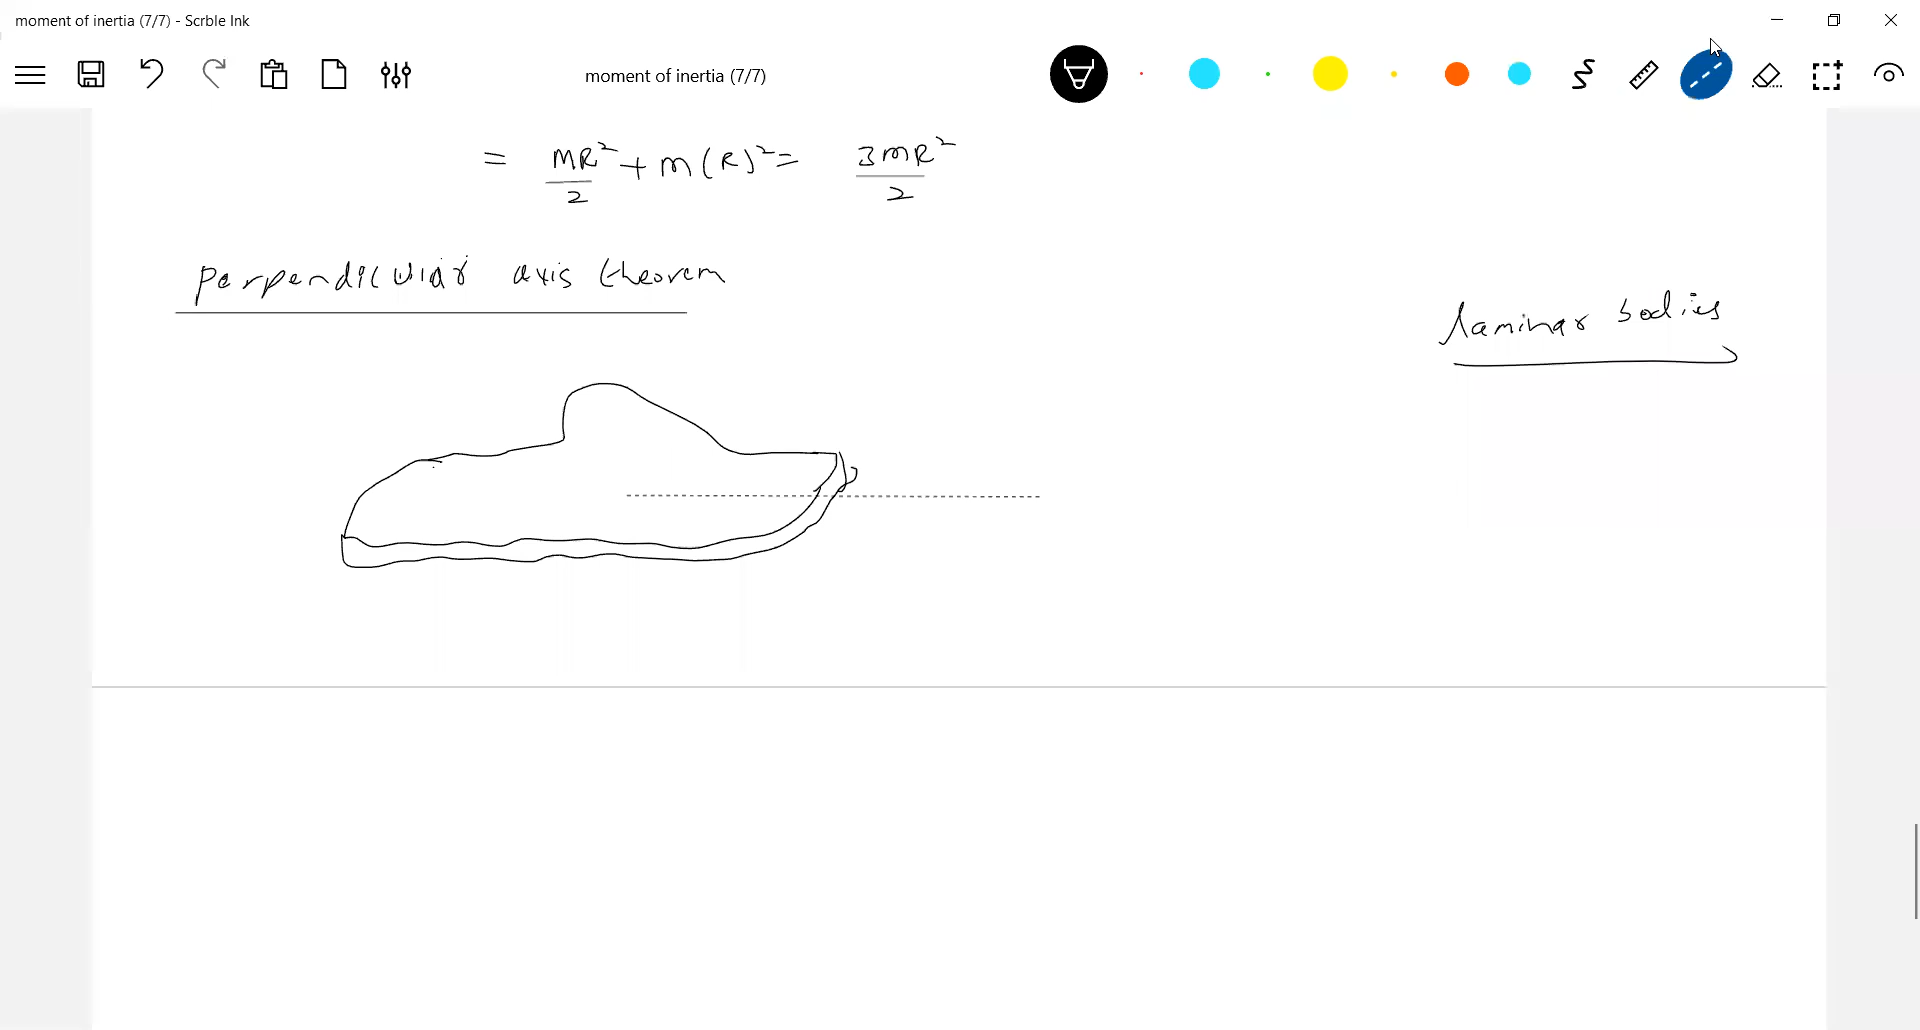 moment of inertia (7/7) - Scrble Ink
moment of inertia (7/7)
= MR²/2 + m(R)² = 3mR²/2
perpendicular axis theorem
laminar bodies